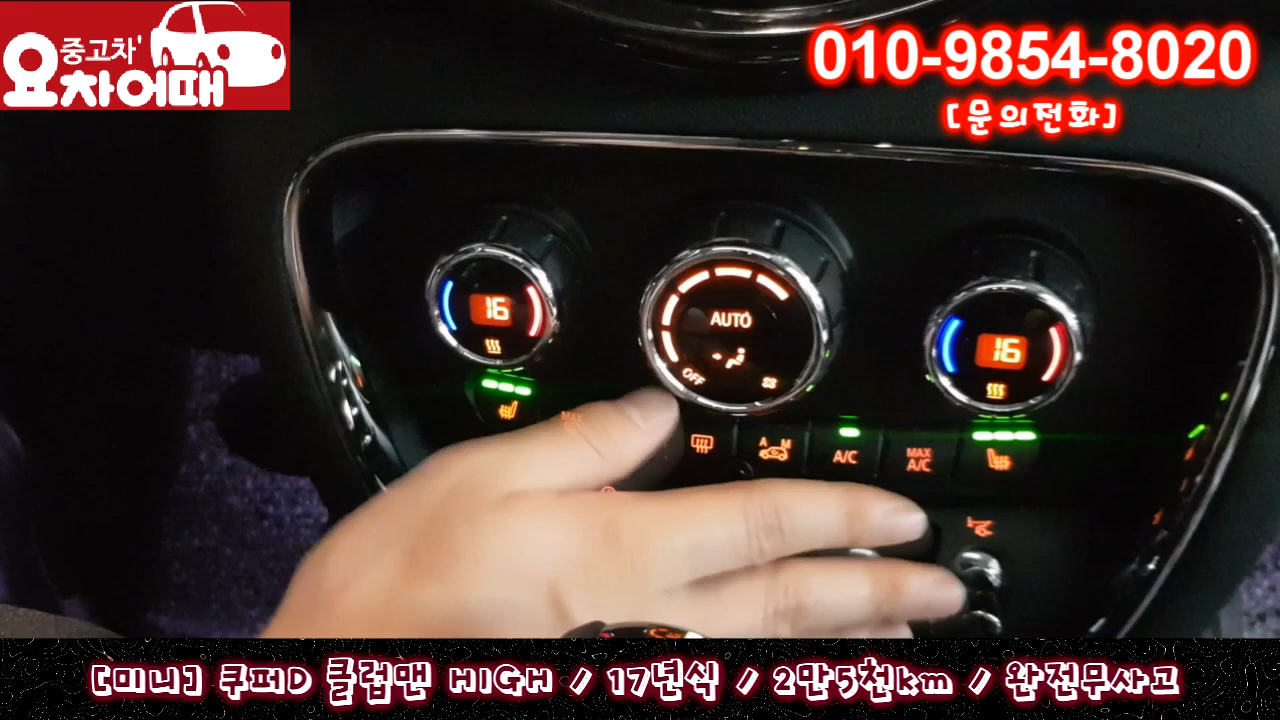 중고차'
요차어때
010-9854-8020
[문의전화]
16
AUTO
OFF
16
MAX
A M
A/C
MAX
A/C
[미니] 쿠퍼D 클럽맨 HIGH / 17년식 / 2만5천km / 완전무사고